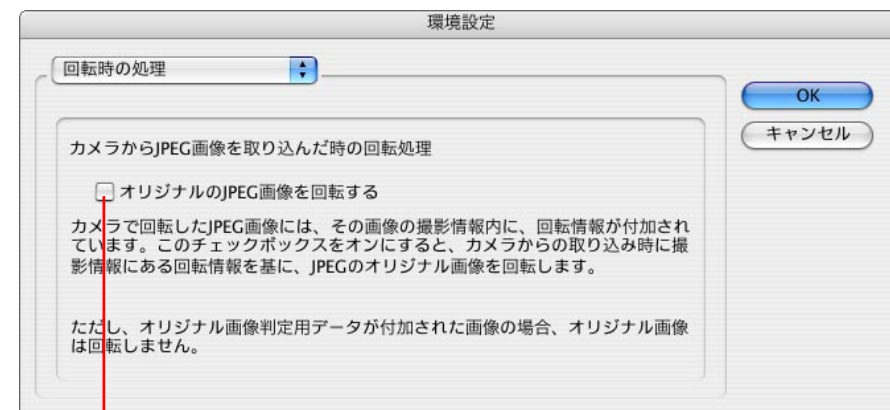 環境設定
回転時の処理
OK
キャンセル
カメラからJPEG画像を取り込んだ時の回転処理
オリジナルのJPEG画像を回転する
カメラで回転したJPEG画像には、その画像の撮影情報内に、回転情報が付加され
ています。このチェックボックスをオンにすると、カメラからの取り込み時に撮
影情報にある回転情報を基に、JPEGのオリジナル画像を回転します。
ただし、オリジナル画像判定用データが付加された画像の場合、オリジナル画像
は回転しません。